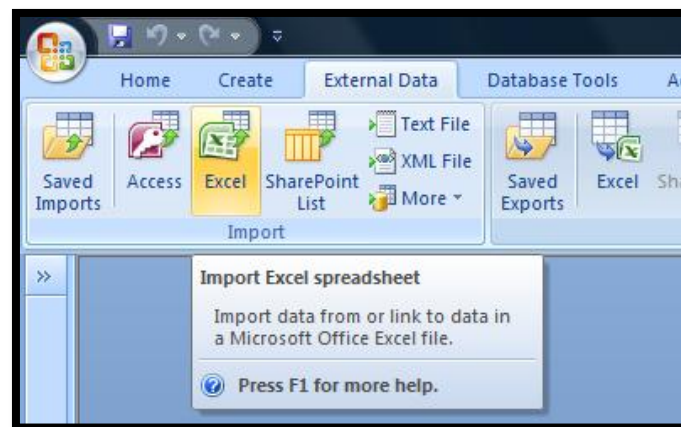 Home Create External Data Database Tools
Saved Imports
Access
Excel
SharePoint List
Text File
XML File
More
Saved Exports
Excel
Import
Import Excel spreadsheet
Import data from or link to data in
a Microsoft Office Excel file.
Press F1 for more help.